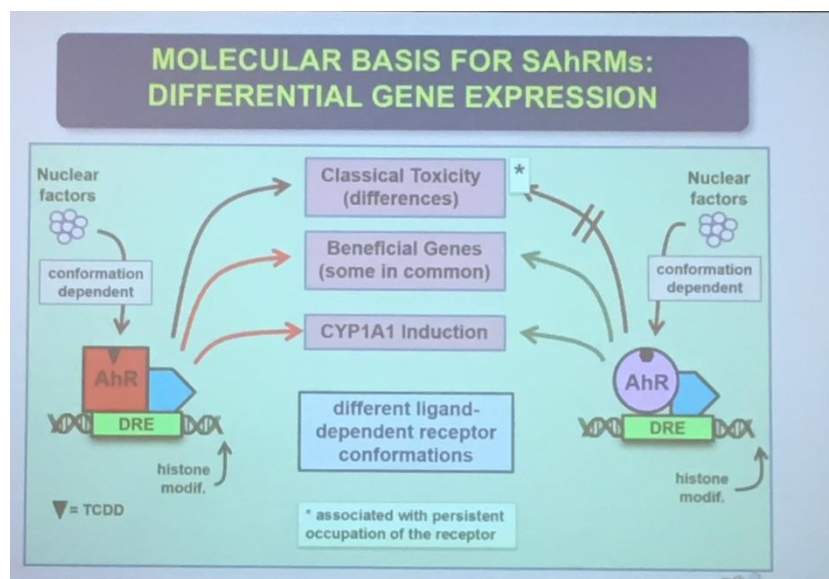 MOLECULAR BASIS FOR SAhRMs:
DIFFERENTIAL GENE EXPRESSION
Nuclear
factors
conformation
dependent
AhR
DRE
histone
modif.
▼= TCDD
Classical Toxicity
(differences)
*
Beneficial Genes
(some in common)
CYP1A1 Induction
different ligand-
dependent receptor
conformations
* associated with persistent
occupation of the receptor
Nuclear
factors
conformation
dependent
AhR
DRE
histone
modif.